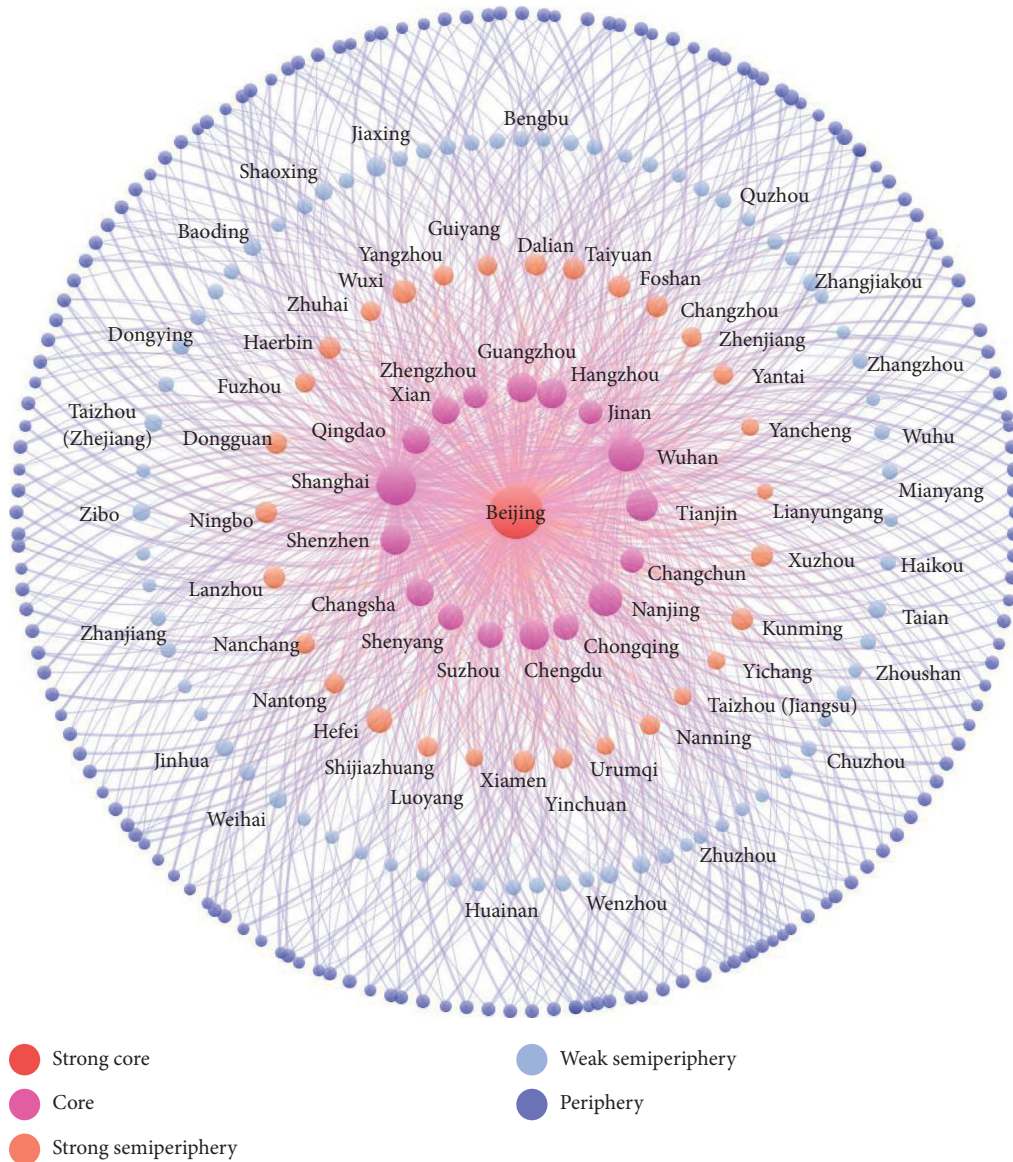 Bengbu
Jiaxing
Shaoxing
Quzhou
Baoding
Guiyang
Dalian
Yangzhou
Taiyuan
Wuxi
Foshan
Zhangjiakou
Zhuhai
Changzhou
Dongying
Haerbin
Zhenjiang
Guangzhou
Zhangzhou
Zhengzhou
Hangzhou
Fuzhou
Xian
Yantai
Taizhou
(Zhejiang)
Jinan
Dongguan
Qingdao
Yancheng
Wuhu
Wuhan
Shanghai
Mianyang
Zibo
Ningbo
Beijing
Tianjin
Lianyungang
Shenzhen
Xuzhou
Haikou
Changchun
Lanzhou
Changsha
Nanjing
Taian
Zhanjiang
Nanchang
Shenyang
Chongqing
Kunming
Suzhou
Chengdu
Yichang
Zhoushan
Nantong
Taizhou (Jiangsu)
Hefei
Nanning
Jinhua
Shijiazhuang
Urumqi
Chuzhou
Luoyang
Xiamen
Yinchuan
Weihai
Zhuzhou
Huainan
Wenzhou
Strong core
Core
Strong semiperiphery
Weak semiperiphery
Periphery